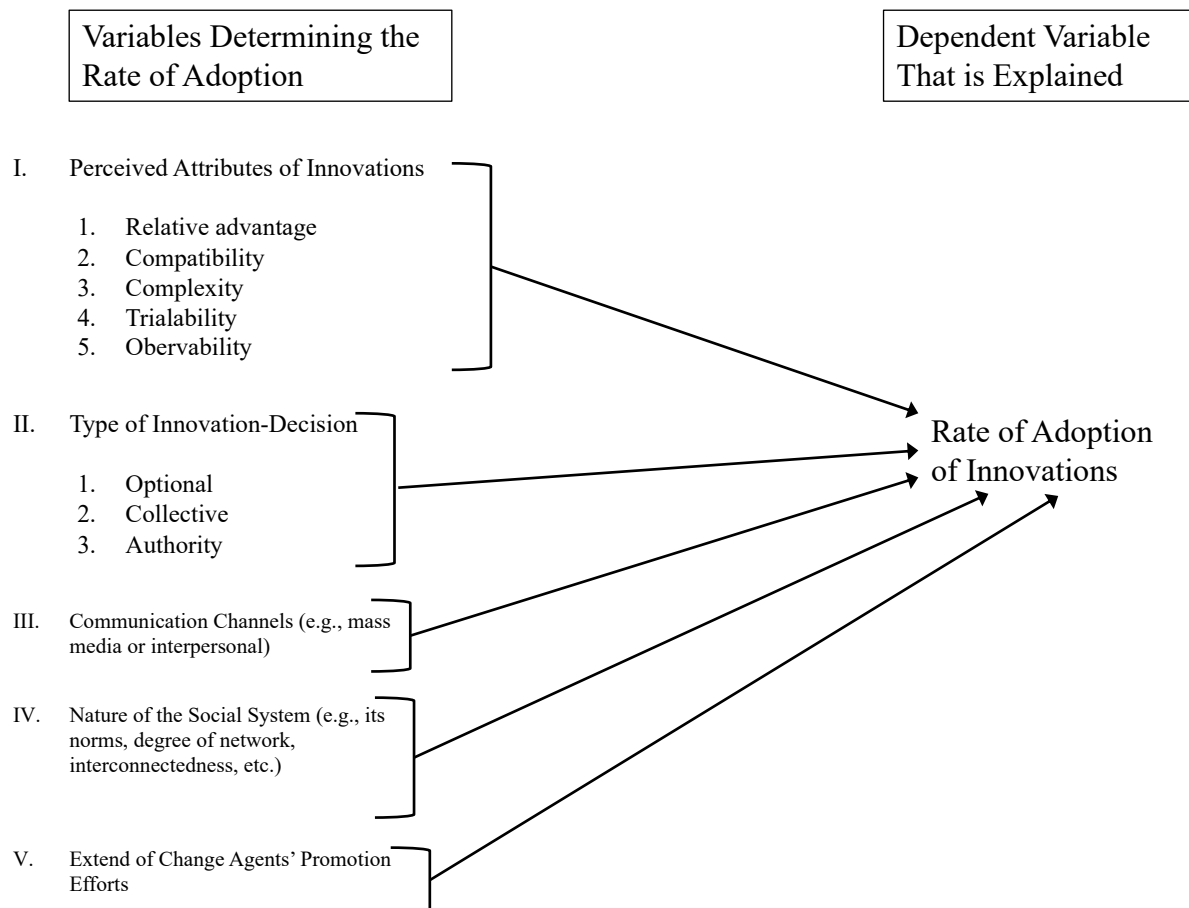 Variables Determining the
Rate of Adoption
Dependent Variable
That is Explained
I. Perceived Attributes of Innovations
1. Relative advantage
2. Compatibility
3. Complexity
4. Trialability
5. Obervability
II. Type of Innovation-Decision
1. Optional
2. Collective
3. Authority
III. Communication Channels (e.g., mass
media or interpersonal)
IV. Nature of the Social System (e.g., its
norms, degree of network,
interconnectedness, etc.)
V. Extend of Change Agents’ Promotion
Efforts
Rate of Adoption
of Innovations